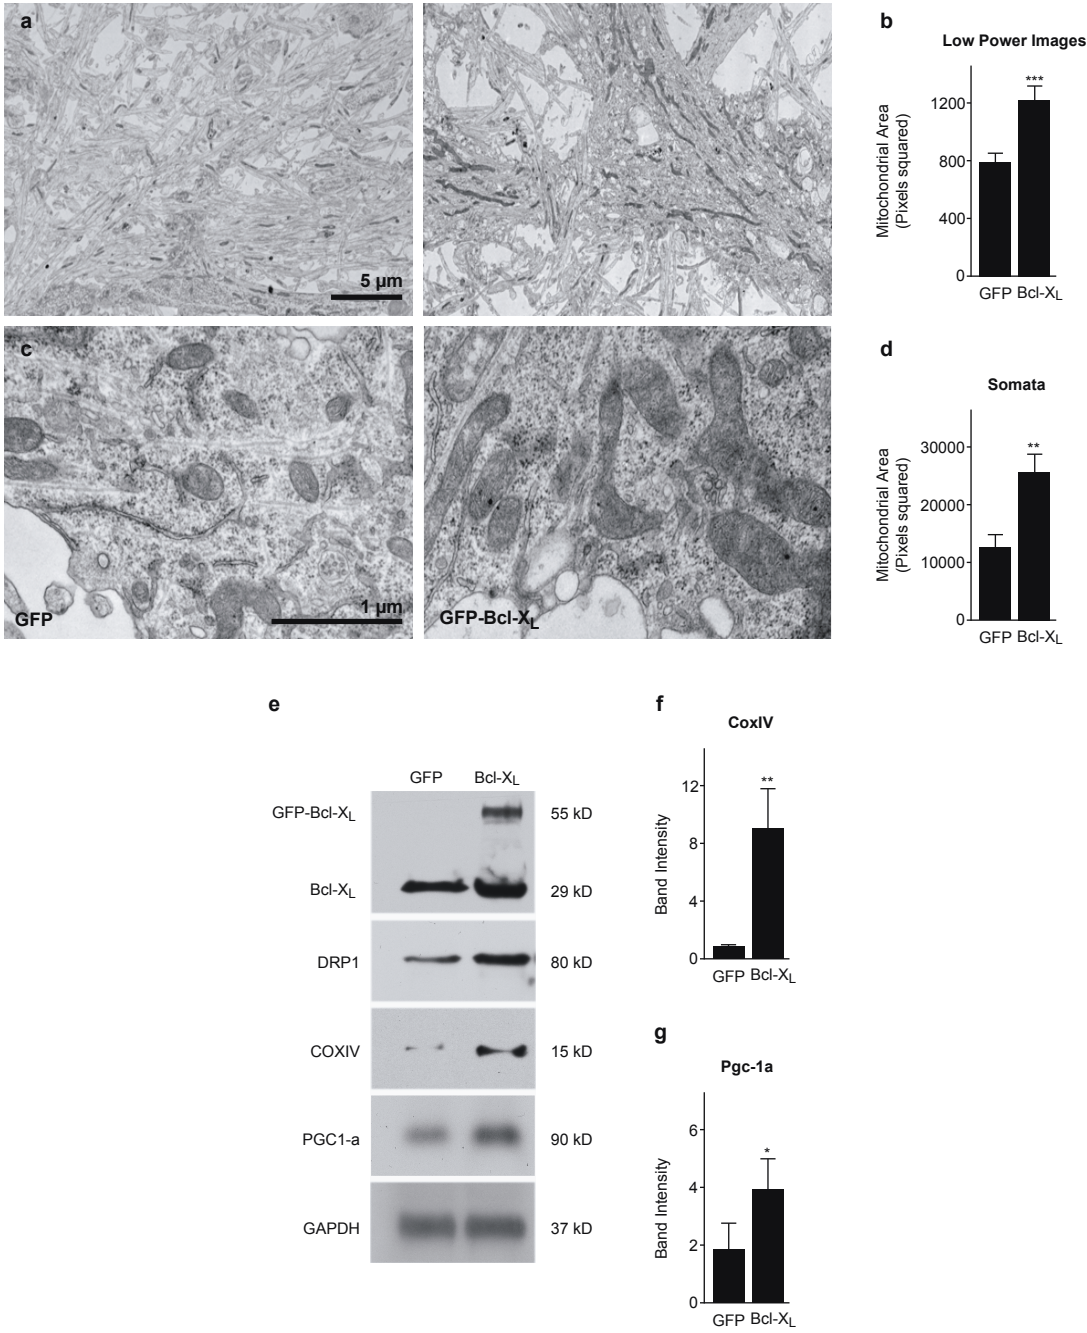 a
5 µm
b
Low Power Images
Mitochondrial Area
(Pixels squared)
1200
800
400
0
***
GFP Bcl-XL
c
GFP
1 µm
GFP-Bcl-XL
d
Somata
Mitochondrial Area
(Pixels squared)
30000
20000
10000
0
**
GFP Bcl-XL
e
GFP Bcl-XL
GFP-Bcl-XL 55 kD
Bcl-XL 29 kD
DRP1 80 kD
COXIV 15 kD
PGC1-a 90 kD
GAPDH 37 kD
f
CoxIV
Band Intensity
12
8
4
0
**
GFP Bcl-XL
g
Pgc-1a
Band Intensity
6
4
2
0
*
GFP Bcl-XL